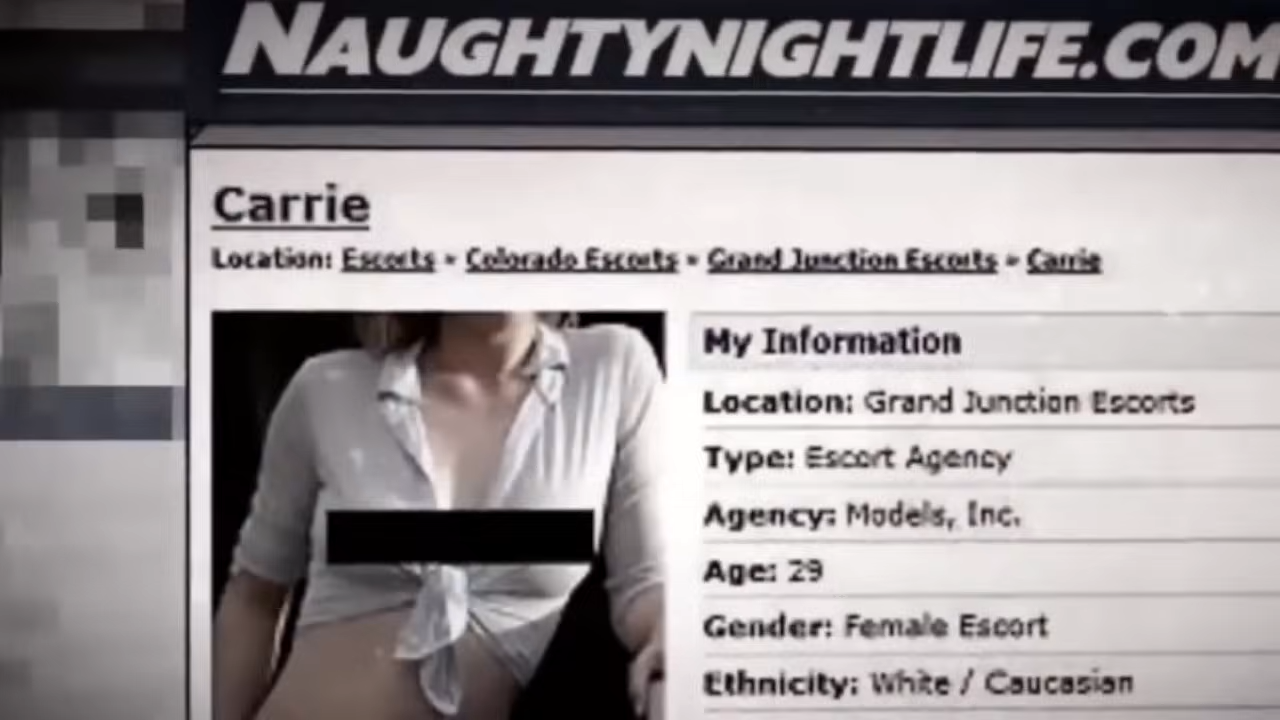 NAUGHTYNIGHTLIFE.COM
Carrie
Location: Escorts » Colorado Escorts » Grand Junction Escorts » Carrie
My Information
Location: Grand Junction Escorts
Type: Escort Agency
Agency: Models, Inc.
Age: 29
Gender: Female Escort
Ethnicity: White / Caucasian